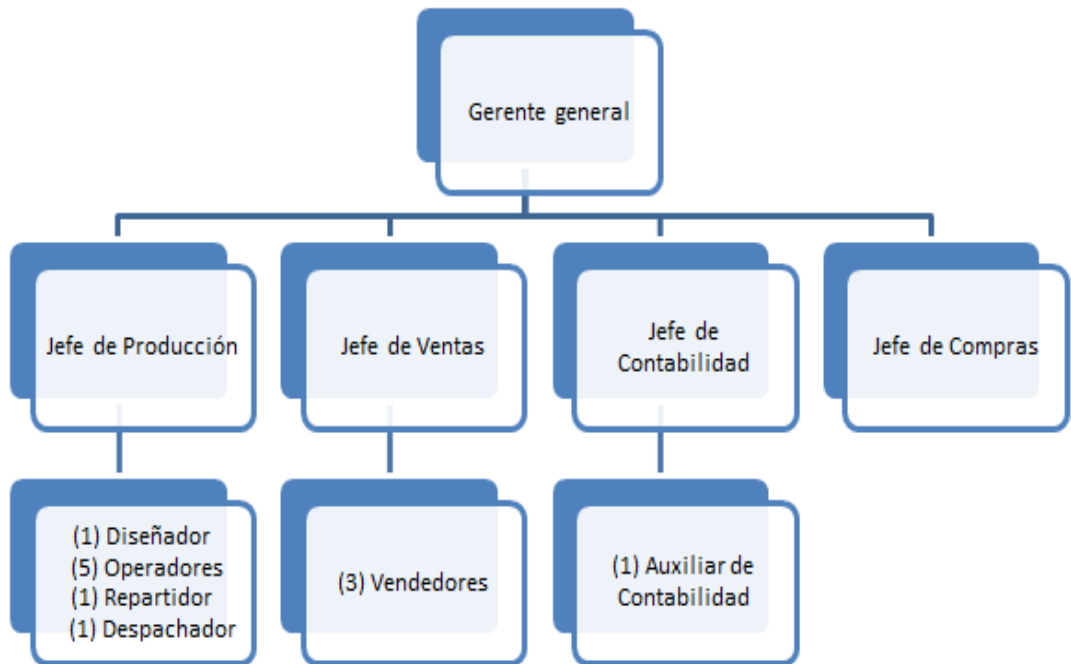 Gerente general
Jefe de Producción
Jefe de Ventas
Jefe de
Contabilidad
Jefe de Compras
(1) Diseñador
(5) Operadores
(1) Repartidor
(1) Despachador
(3) Vendedores
(1) Auxiliar de
Contabilidad